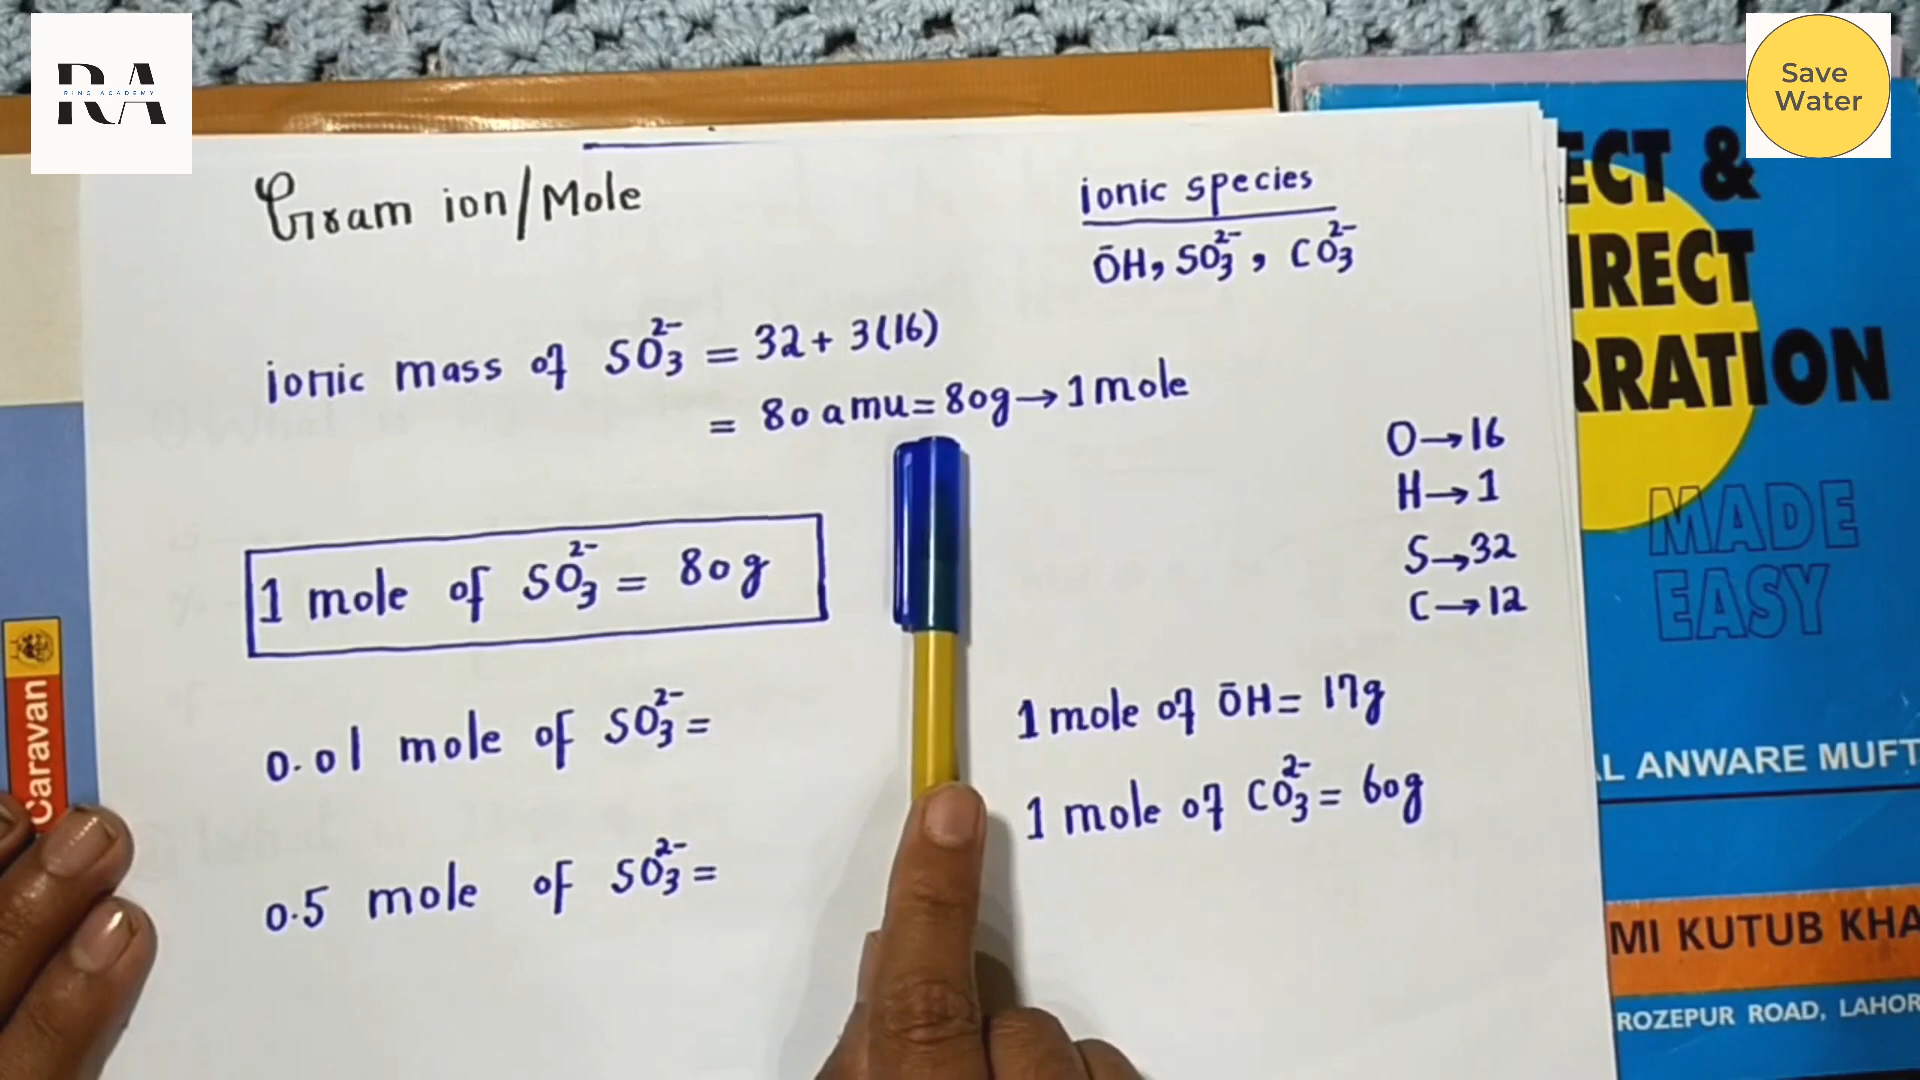 RA
RING ACADEMY
Save
Water
Gram ion/Mole
ionic species
ŌH, SO₃²⁻, CO₃²⁻
ionic mass of SO₃²⁻ = 32 + 3(16)
= 80 amu = 80g → 1 mole
O → 16
H → 1
S → 32
C → 12
1 mole of SO₃²⁻ = 80g
0.01 mole of SO₃²⁻ =
0.5 mole of SO₃²⁻ =
1 mole of ŌH = 17g
1 mole of CO₃²⁻ = 60g
Caravan
ECT &
IRECT
RRATION
MADE
EASY
L ANWARE MUFT
MI KUTUB KHA
ROZEPUR ROAD, LAHOR